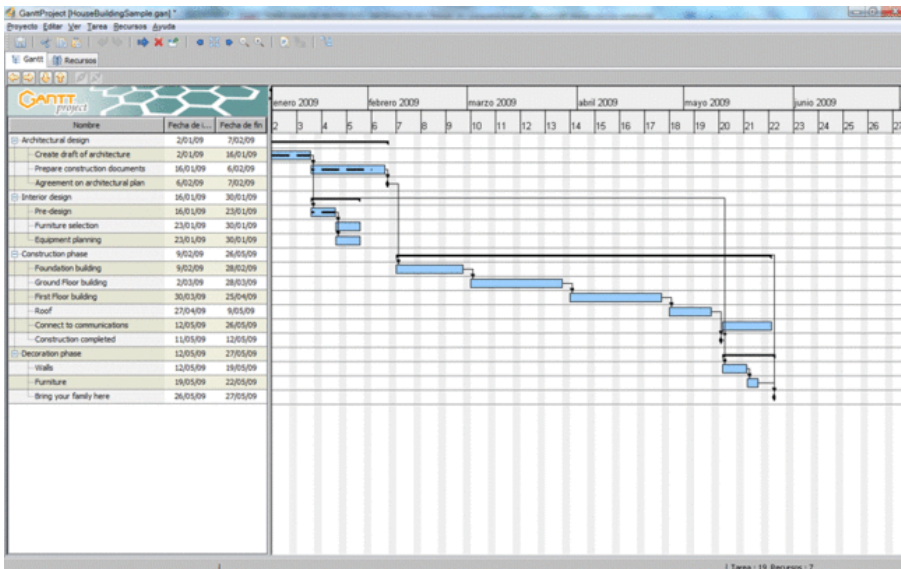 GanttProject [HouseBuildingSample.gan] *
Proyecto Editar Ver Tarea Recursos Ayuda
Gantt Recursos
GANTT project
enero 2009 febrero 2009 marzo 2009 abril 2009 mayo 2009 junio 2009
Nombre Fecha de i... Fecha de fin
2 3 4 5 6 7 8 9 10 11 12 13 14 15 16 17 18 19 20 21 22 23 24 25 26 27
Architectural design 2/01/09 7/02/09
Create draft of architecture 2/01/09 16/01/09
Prepare construction documents 16/01/09 6/02/09
Agreement on architectural plan 6/02/09 7/02/09
Interior design 16/01/09 30/01/09
Pre-design 16/01/09 23/01/09
Furniture selection 23/01/09 30/01/09
Equipment planning 23/01/09 30/01/09
Construction phase 9/02/09 26/05/09
Foundation building 9/02/09 28/02/09
Ground Floor building 2/03/09 28/03/09
First Floor building 30/03/09 25/04/09
Roof 27/04/09 9/05/09
Connect to communications 12/05/09 26/05/09
Construction completed 11/05/09 12/05/09
Decoration phase 12/05/09 27/05/09
Walls 12/05/09 19/05/09
Furniture 19/05/09 22/05/09
Bring your family here 26/05/09 27/05/09
Tarea : 19 Recursos : 7